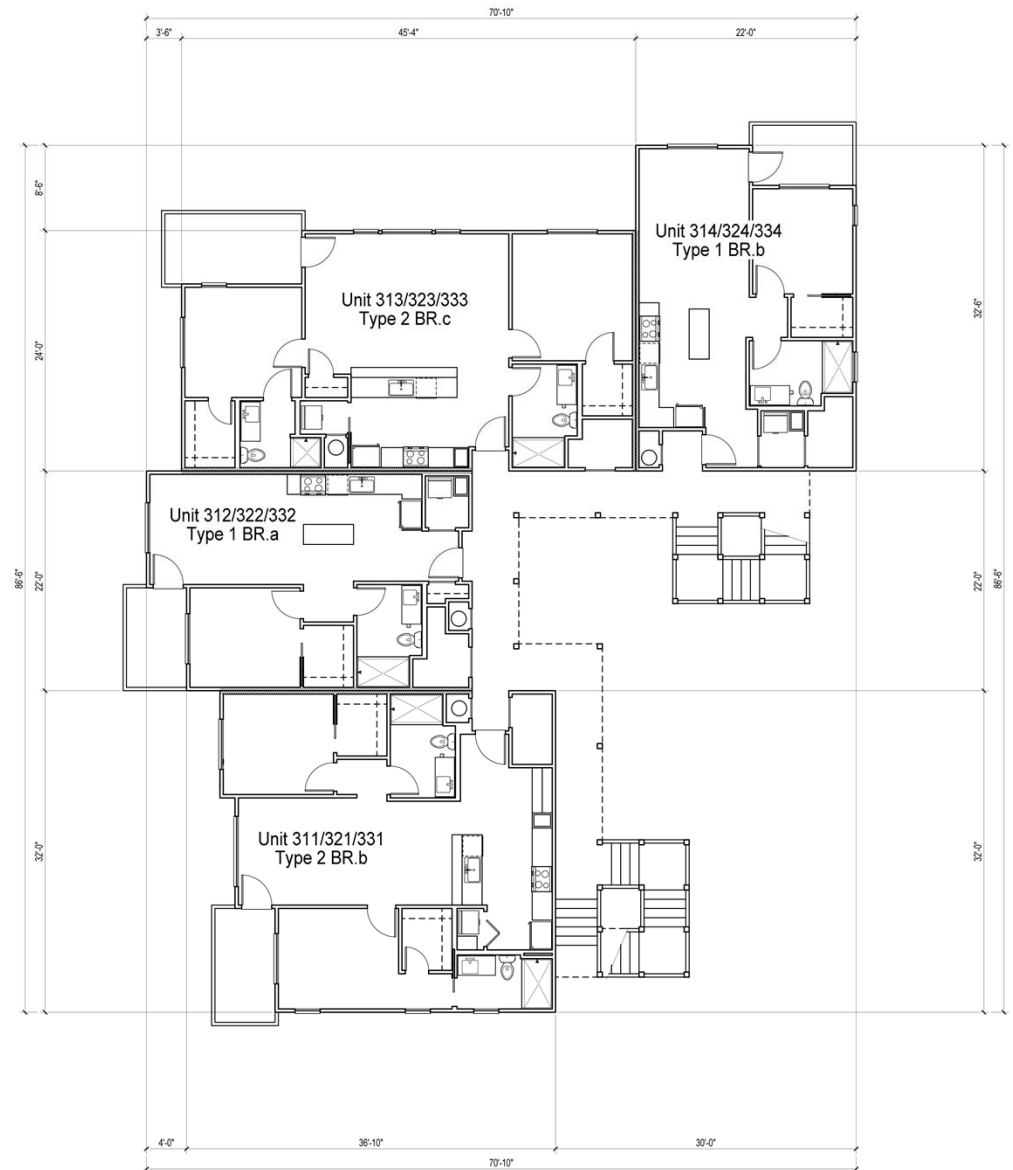 70'-10"
3'-6"
45'-4"
22'-0"
8'-6"
Unit 314/324/334
Type 1 BR.b
Unit 313/323/333
Type 2 BR.c
32'-6"
24'-0"
Unit 312/322/332
Type 1 BR.a
86'-6"
22'-0"
22'-0"
86'-6"
Unit 311/321/331
Type 2 BR.b
32'-0"
32'-0"
4'-0"
36'-10"
30'-0"
70'-10"